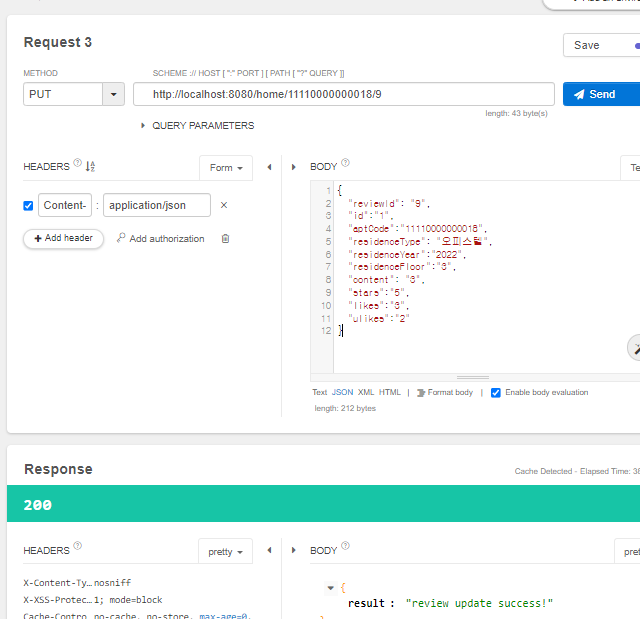 Request 3
Save
METHOD
SCHEME :// HOST [ ":" PORT ] [ PATH [ "?" QUERY ]]
PUT
http://localhost:8080/home/11110000000018/9
Send
length: 43 byte(s)
QUERY PARAMETERS
HEADERS
Form
BODY
Content-
:
application/json
Add header
Add authorization
1 {
2 "reviewId": "9",
3 "id":"1",
4 "aptCode":"11110000000018",
5 "residenceType": "오피스텔",
6 "residenceYear":"2022",
7 "residenceFloor":"3",
8 "content": "3",
9 "stars":"5",
10 "likes":"3",
11 "ulikes":"2"
12 }
Text JSON XML HTML | Format body | Enable body evaluation
length: 212 bytes
Response
Cache Detected - Elapsed Time: 38
200
HEADERS
pretty
BODY
X-Content-Ty… nosniff
X-XSS-Protec… 1; mode=block
Cache-Contro no-cache, no-store, max-age=0,
{
result : "review update success!"